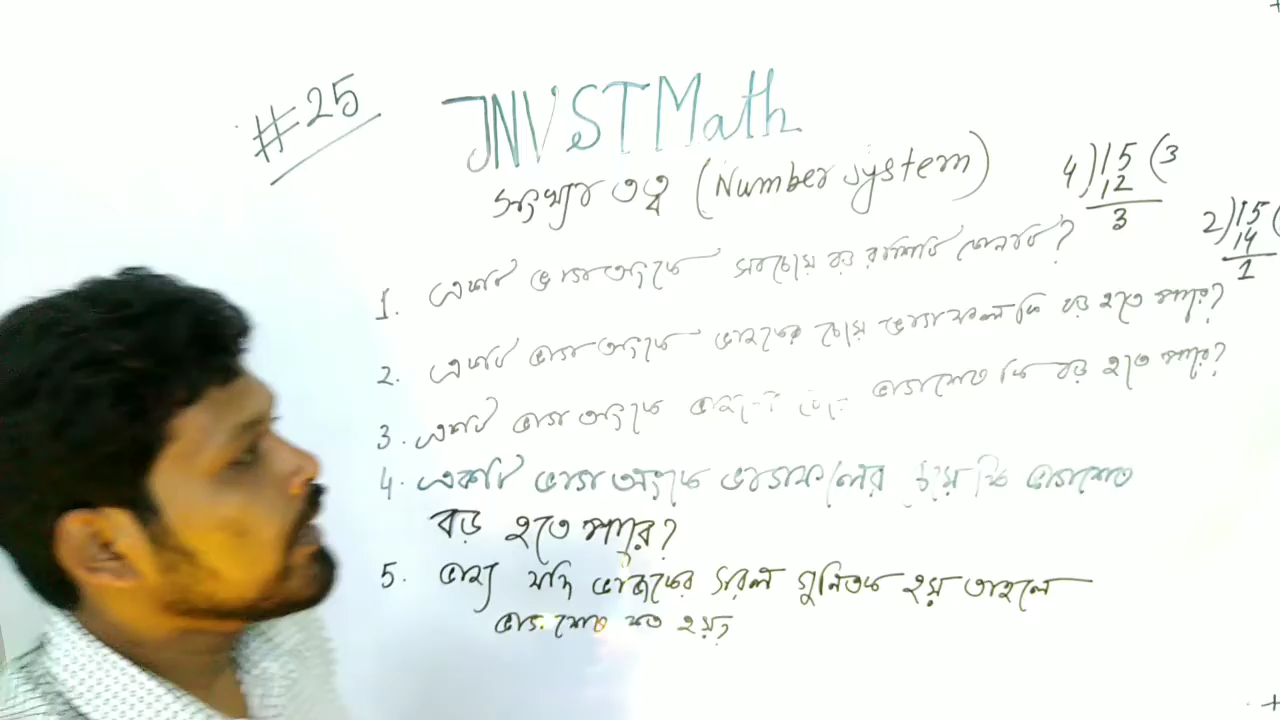 #25
JNVST Math
সংখ্যার তত্ব (Number System)
4)15(3
12
3
2)15(
14
1
1. একটি ভাগ অংকে সবচেয়ে বড় রাশিটি কোনটি?
2. একটি ভাগ অংকে ভাজকের চেয়ে ভাগফল কি বড় হতে পারে?
3. একটি ভাগ অংকে ভাগশেষ কি বড় হতে পারে?
4. একটি ভাগ অংকে ভাগফলের চেয়ে কি ভাগশেষ
বড় হতে পারে?
5. ভাজ্য যদি ভাজকের সরল গুনিতক হয় তাহলে
ভাগশেষ কত হয়?